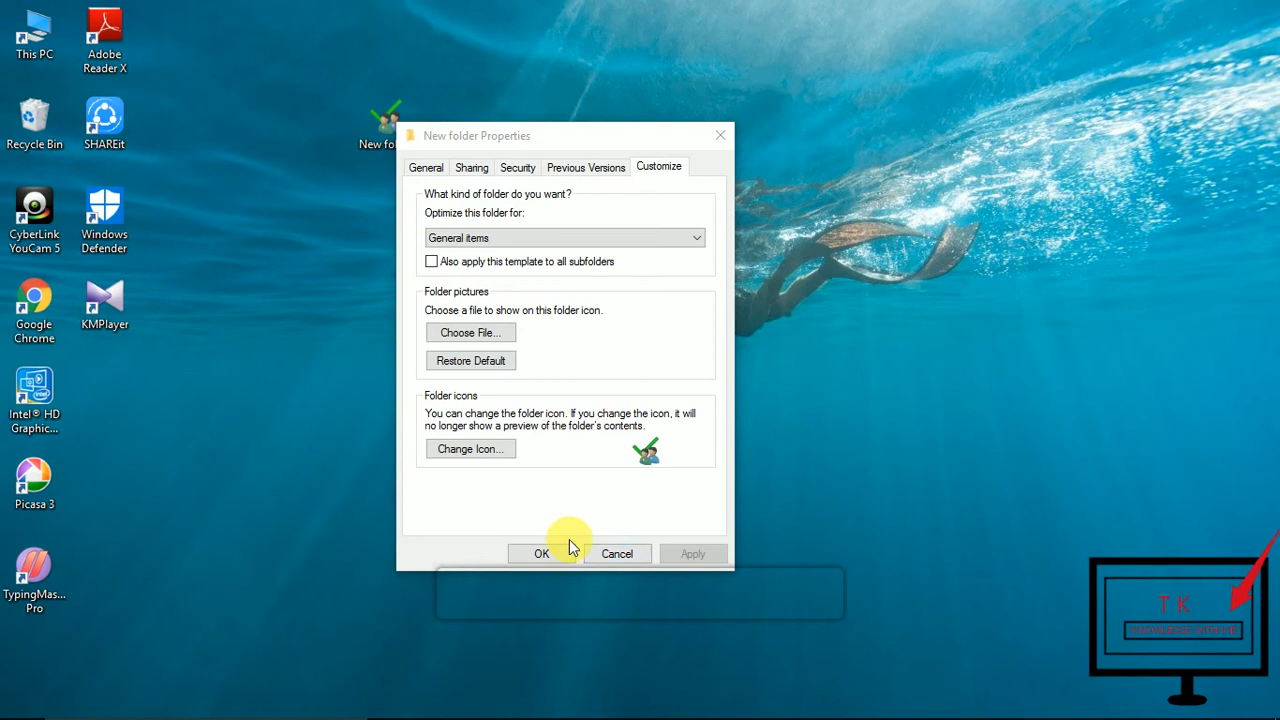 This PC
Adobe
Reader X
Recycle Bin
SHAREit
New fo
CyberLink
YouCam 5
Windows
Defender
Google
Chrome
KMPlayer
Intel® HD
Graphic...
Picasa 3
TypingMas...
Pro
New folder Properties
General
Sharing
Security
Previous Versions
Customize
What kind of folder do you want?
Optimize this folder for:
General items
Also apply this template to all subfolders
Folder pictures
Choose a file to show on this folder icon.
Choose File...
Restore Default
Folder icons
You can change the folder icon. If you change the icon, it will
no longer show a preview of the folder's contents.
Change Icon...
OK
Cancel
Apply
T K
KNOWLEDGE WITH ME